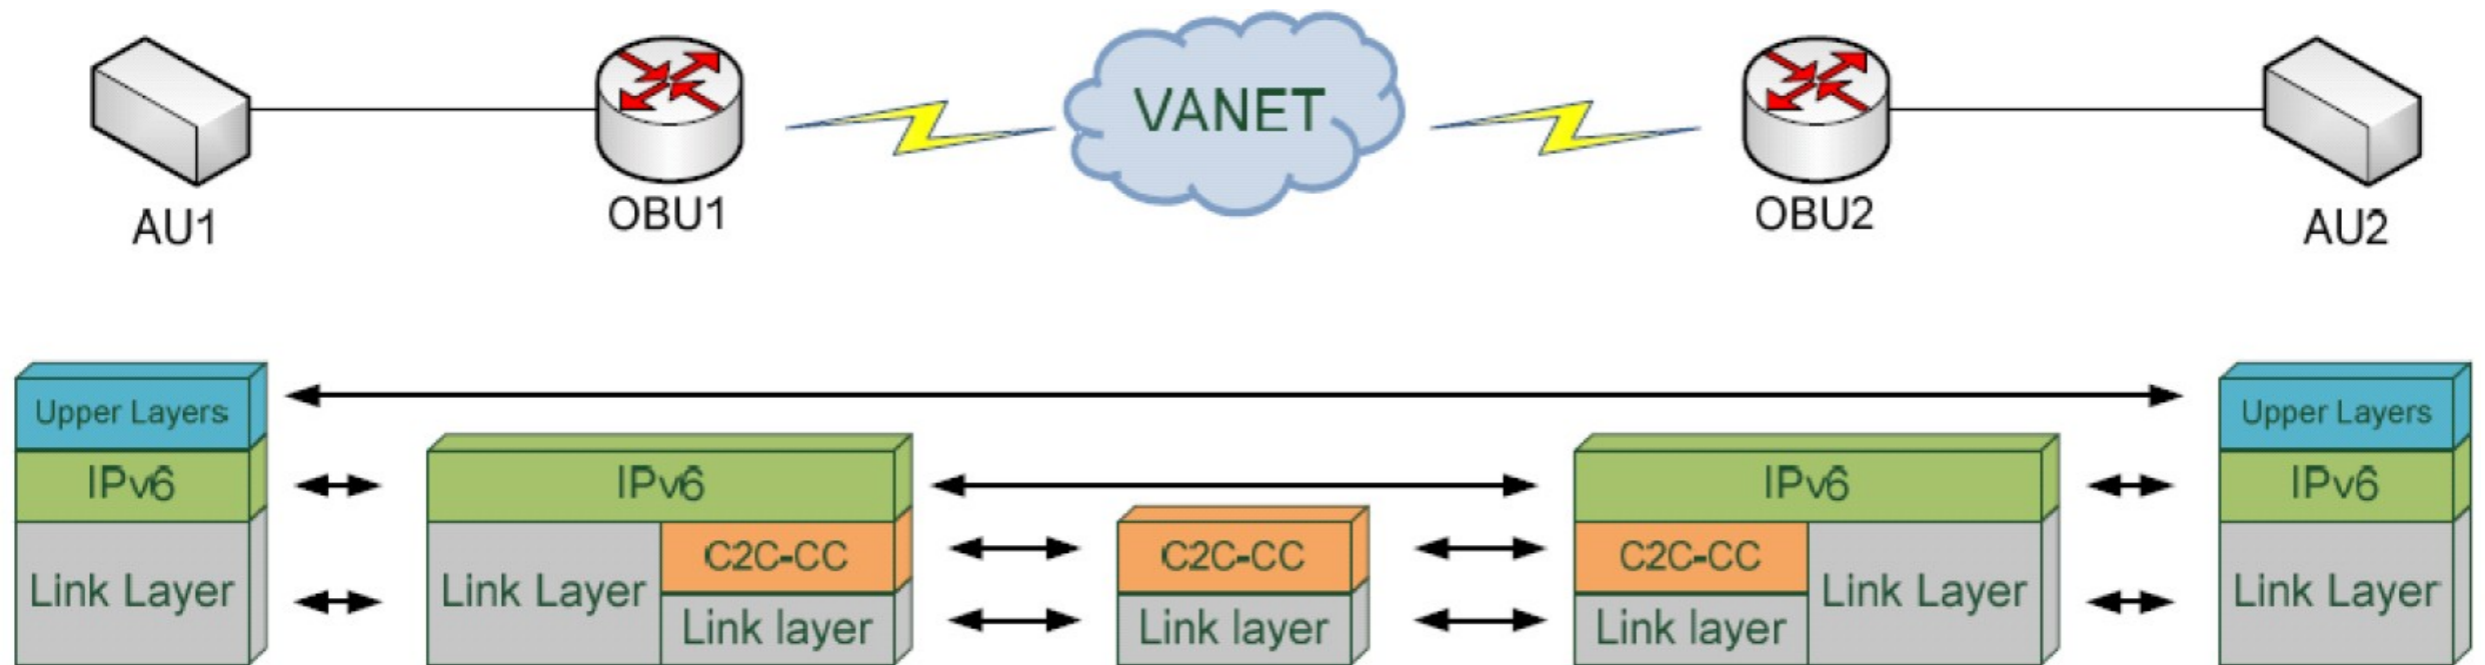 VANET
AU1
OBU1
OBU2
AU2
Upper Layers
Upper Layers
IPv6
IPv6
IPv6
IPv6
Link Layer
Link Layer
C2C-CC
Link layer
C2C-CC
Link layer
C2C-CC
Link layer
Link Layer
Link Layer